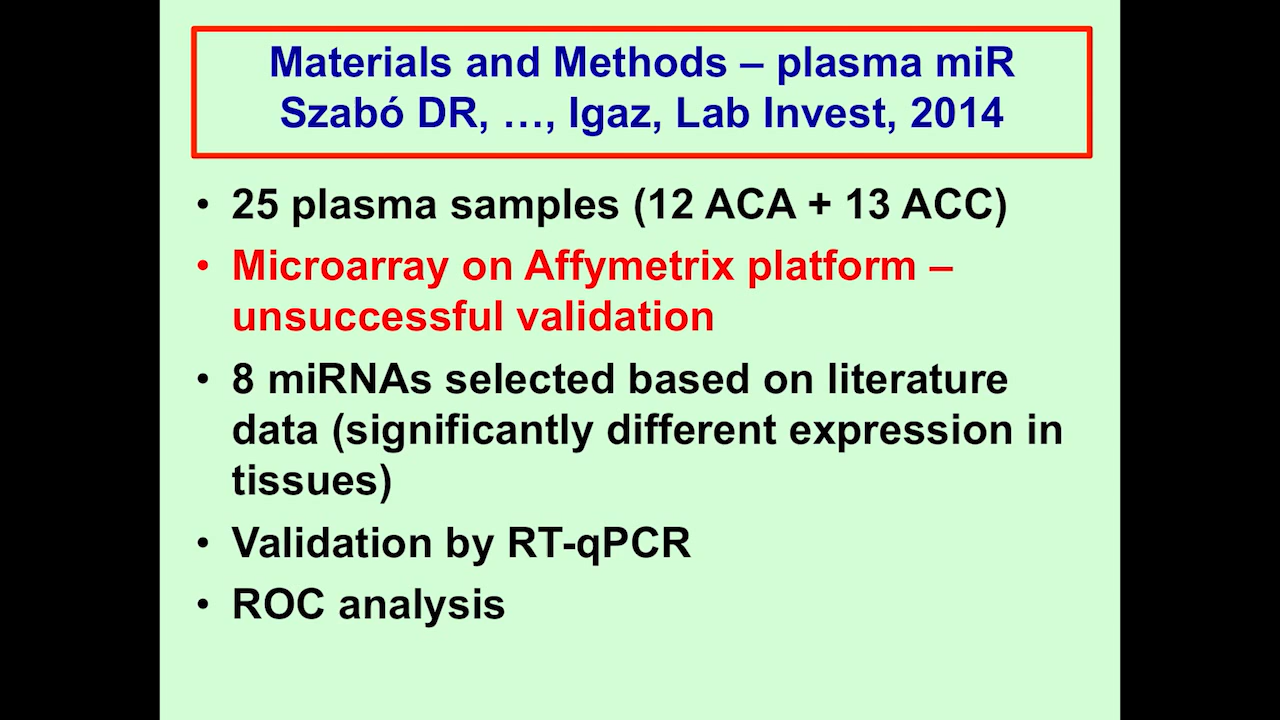 Materials and Methods – plasma miR
Szabó DR, …, Igaz, Lab Invest, 2014
• 25 plasma samples (12 ACA + 13 ACC)
• Microarray on Affymetrix platform –
unsuccessful validation
• 8 miRNAs selected based on literature
data (significantly different expression in
tissues)
• Validation by RT-qPCR
• ROC analysis